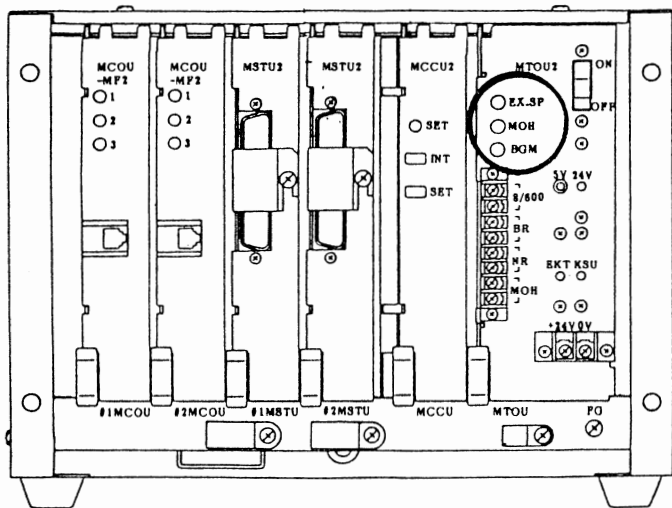 MCOU
-MF2
1
2
3
MCOU
-MF2
1
2
3
MSTU2
MSTU2
MCCU2
SET
INT
SET
MTOU2
ON
OFF
EX.SP
MOH
BGM
5V 24V
8/600
BR
NR
MOH
EKT KSU
+24V 0V
#1MCOU
#2MCOU
#1MSTU
#2MSTU
MCCU
MTOU
FG